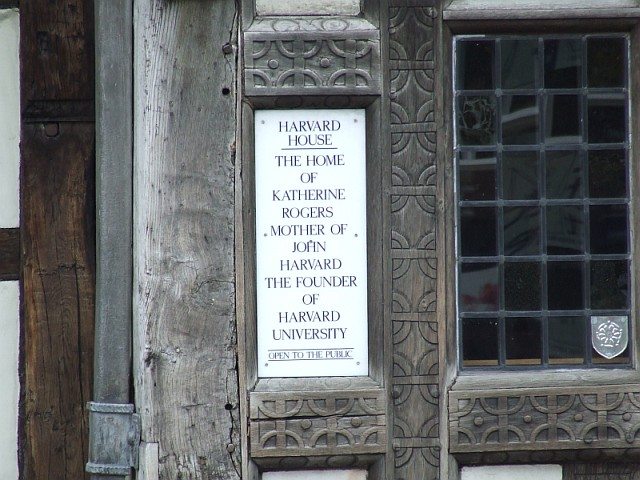 HARVARD
HOUSE
THE HOME
OF
KATHERINE
ROGERS
MOTHER OF
JOHN
HARVARD
THE FOUNDER
OF
HARVARD
UNIVERSITY
OPEN TO THE PUBLIC